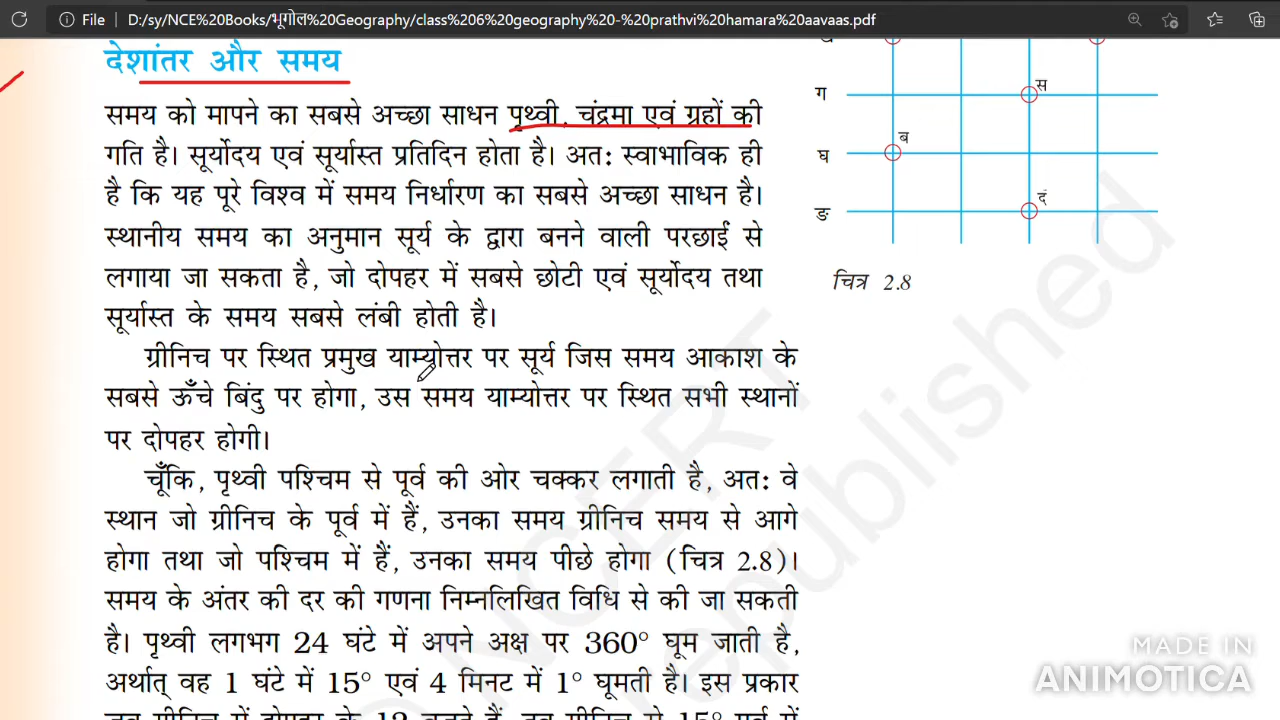 File
D:/sy/NCE%20Books/भूगोल%20Geography/class%206%20geography%20-%20prathvi%20hamara%20aavaas.pdf
देशांतर और समय
समय को मापने का सबसे अच्छा साधन पृथ्वी, चंद्रमा एवं ग्रहों की
गति है। सूर्योदय एवं सूर्यास्त प्रतिदिन होता है। अत: स्वाभाविक ही
है कि यह पूरे विश्व में समय निर्धारण का सबसे अच्छा साधन है।
स्थानीय समय का अनुमान सूर्य के द्वारा बनने वाली परछाईं से
लगाया जा सकता है, जो दोपहर में सबसे छोटी एवं सूर्योदय तथा
सूर्यास्त के समय सबसे लंबी होती है।
ग्रीनिच पर स्थित प्रमुख याम्योत्तर पर सूर्य जिस समय आकाश के
सबसे ऊँचे बिंदु पर होगा, उस समय याम्योत्तर पर स्थित सभी स्थानों
पर दोपहर होगी।
चूँकि, पृथ्वी पश्चिम से पूर्व की ओर चक्कर लगाती है, अत: वे
स्थान जो ग्रीनिच के पूर्व में हैं, उनका समय ग्रीनिच समय से आगे
होगा तथा जो पश्चिम में हैं, उनका समय पीछे होगा (चित्र 2.8)।
समय के अंतर की दर की गणना निम्नलिखित विधि से की जा सकती
है। पृथ्वी लगभग 24 घंटे में अपने अक्ष पर 360° घूम जाती है,
अर्थात् वह 1 घंटे में 15° एवं 4 मिनट में 1° घूमती है। इस प्रकार
ग
स
घ
ब
ङ
दं
चित्र 2.8
NCERT
republished
MADE IN
ANIMOTICA